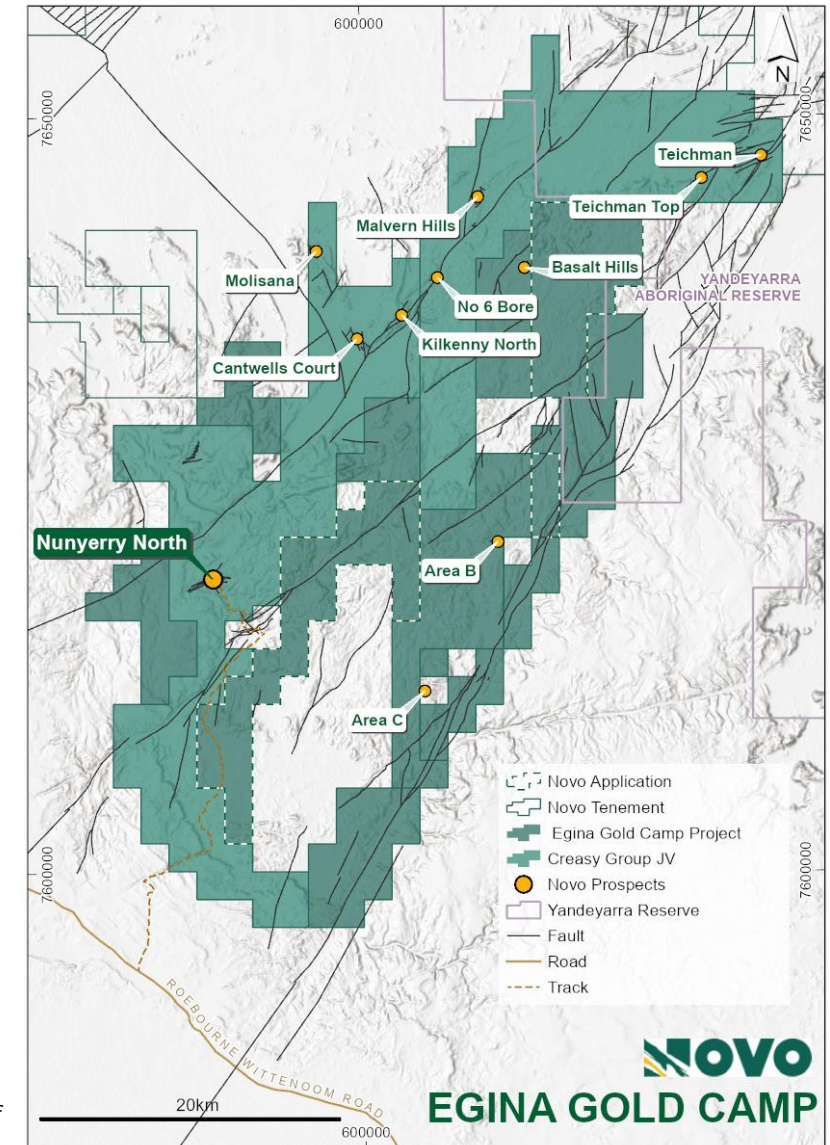 600000
N
7650000
7650000
Teichman
Teichman Top
Malvern Hills
Molisana
Basalt Hills
YANDEYARRA
ABORIGINAL RESERVE
No 6 Bore
Kilkenny North
Cantwells Court
Nunyerry North
Area B
Area C
Novo Application
Novo Tenement
Egina Gold Camp Project
Creasy Group JV
Novo Prospects
Yandeyarra Reserve
Fault
Road
Track
7600000
7600000
ROEBOURNE WITTENOOM ROAD
NOVO
EGINA GOLD CAMP
20km
600000